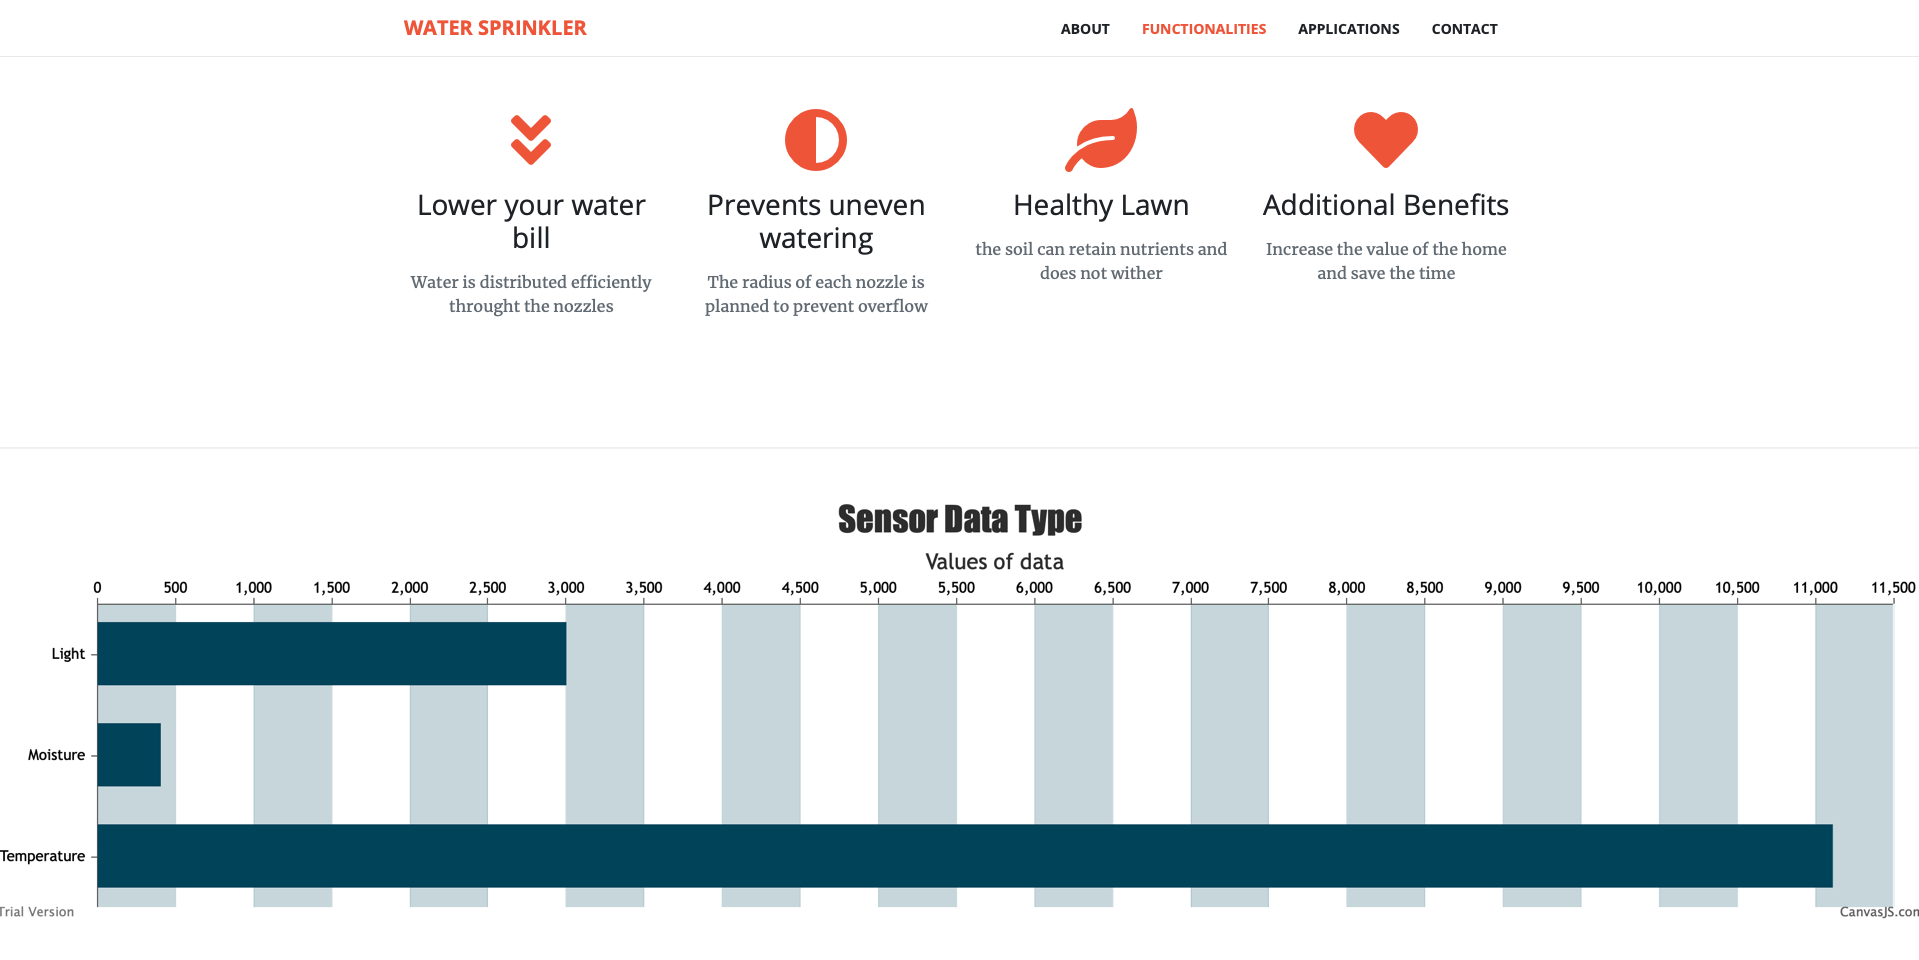 WATER SPRINKLER
ABOUT FUNCTIONALITIES APPLICATIONS CONTACT
Lower your water
bill
Water is distributed efficiently
throught the nozzles
Prevents uneven
watering
The radius of each nozzle is
planned to prevent overflow
Healthy Lawn
the soil can retain nutrients and
does not wither
Additional Benefits
Increase the value of the home
and save the time
Sensor Data Type
Values of data
0 500 1,000 1,500 2,000 2,500 3,000 3,500 4,000 4,500 5,000 5,500 6,000 6,500 7,000 7,500 8,000 8,500 9,000 9,500 10,000 10,500 11,000 11,500
Light
Moisture
Temperature
Trial Version
CanvasJS.com